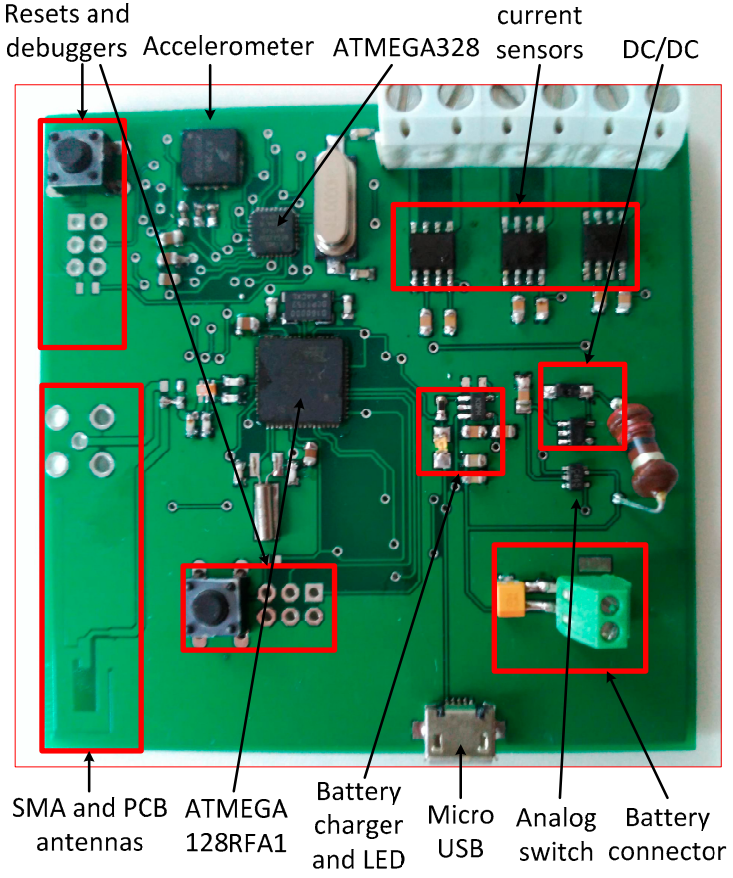 Resets and
debuggers
Accelerometer
ATMEGA328
current
sensors
DC/DC
SMA and PCB
antennas
ATMEGA
128RFA1
Battery
charger
and LED
Micro
USB
Analog
switch
Battery
connector